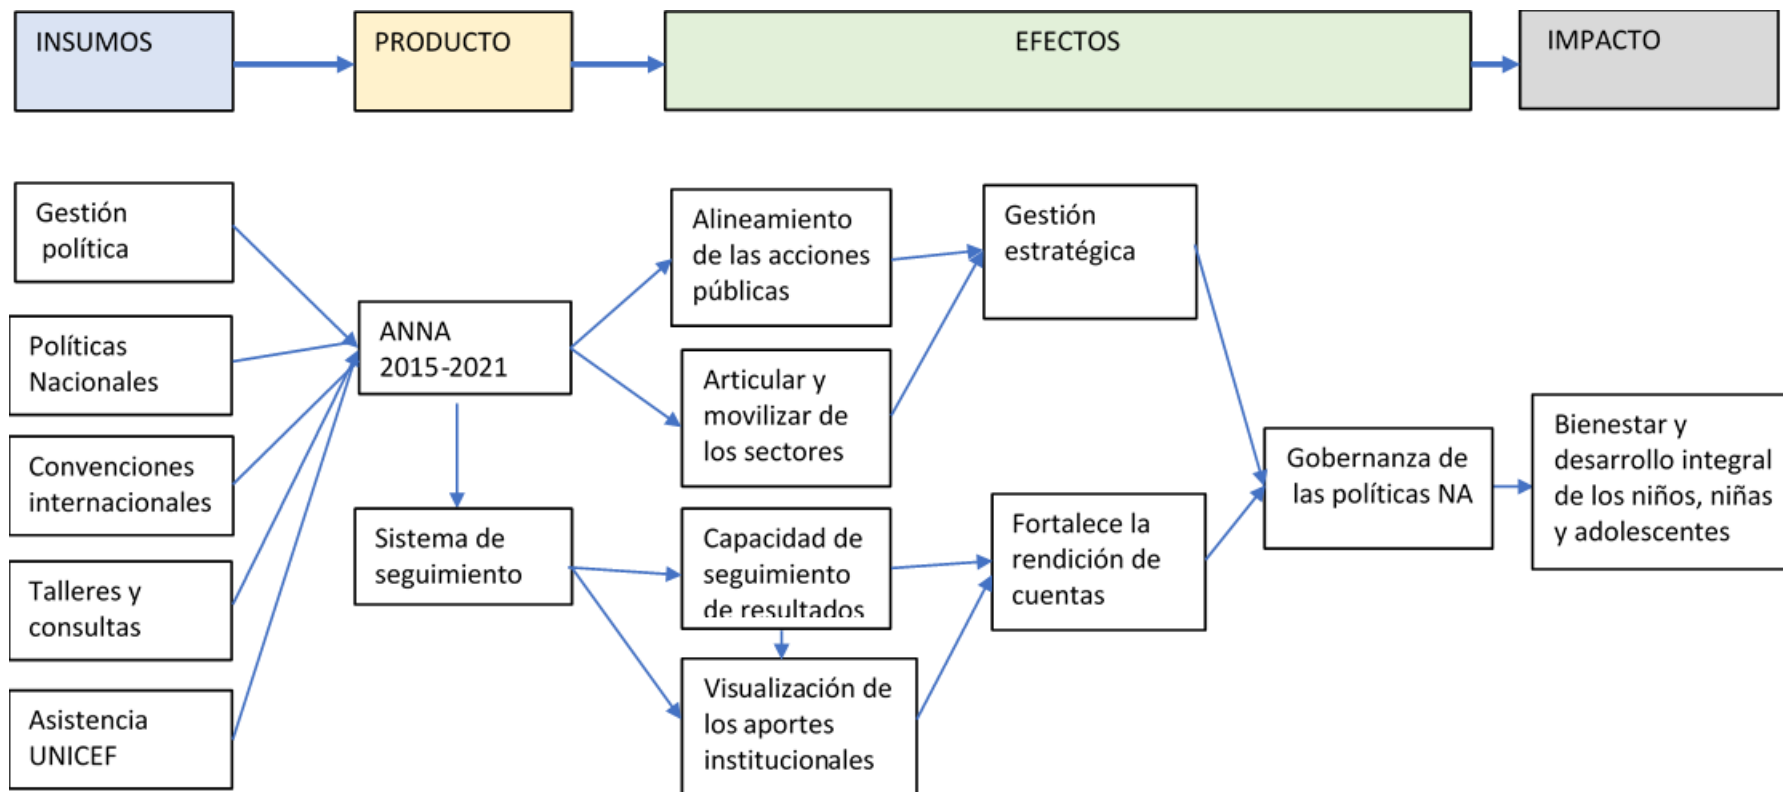 INSUMOS
PRODUCTO
EFECTOS
IMPACTO
Gestión
política
Políticas
Nacionales
Convenciones
internacionales
Talleres y
consultas
Asistencia
UNICEF
ANNA
2015-2021
Sistema de
seguimiento
Alineamiento
de las acciones
públicas
Articular y
movilizar de
los sectores
Capacidad de
seguimiento
de resultados
Visualización de
los aportes
institucionales
Gestión
estratégica
Fortalece la
rendición de
cuentas
Gobernanza de
las políticas NA
Bienestar y
desarrollo integral
de los niños, niñas
y adolescentes